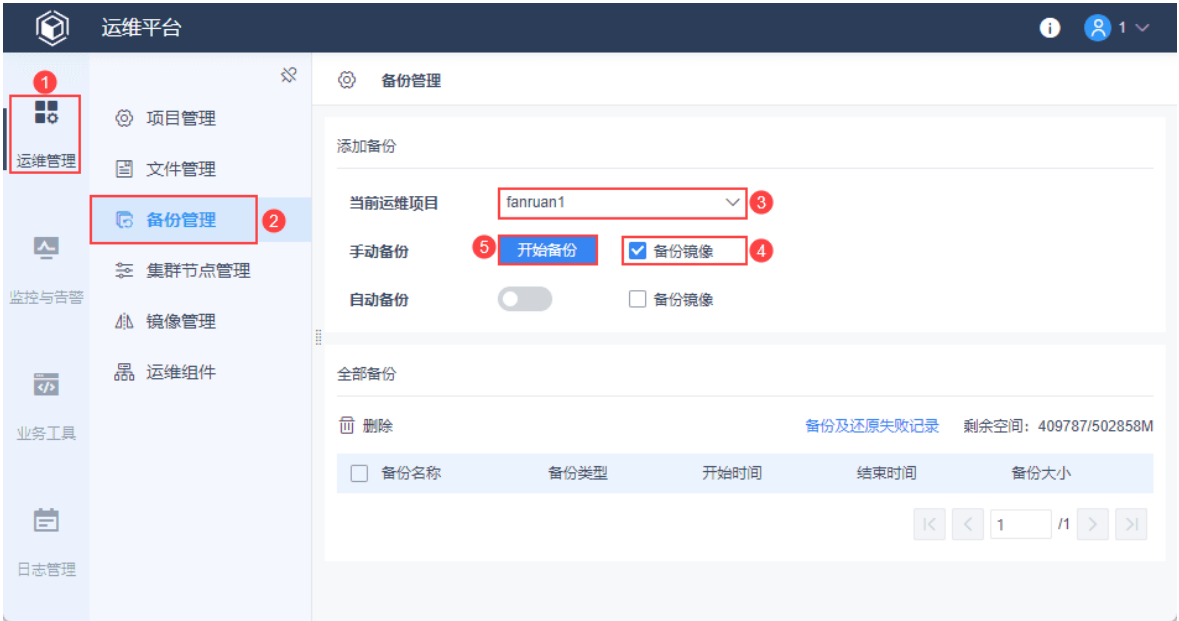 运维平台
1
1
运维管理
监控与告警
业务工具
日志管理
项目管理
文件管理
备份管理 2
集群节点管理
镜像管理
运维组件
备份管理
添加备份
当前运维项目 fanruan1 3
手动备份 5 开始备份 备份镜像 4
自动备份 备份镜像
全部备份
删除 备份及还原失败记录 剩余空间：409787/502858M
备份名称 备份类型 开始时间 结束时间 备份大小
1 /1